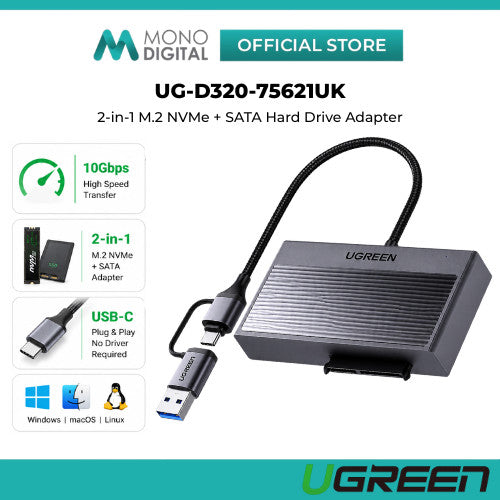 MONO
DIGITAL
OFFICIAL STORE
UG-D320-75621UK
2-in-1 M.2 NVMe + SATA Hard Drive Adapter
10Gbps
High Speed
Transfer
2-in-1
M.2 NVMe
+ SATA
Adapter
USB-C
Plug & Play
No Driver
Required
Windows | macOS | Linux
UGREEN
UGREEN
UGREEN